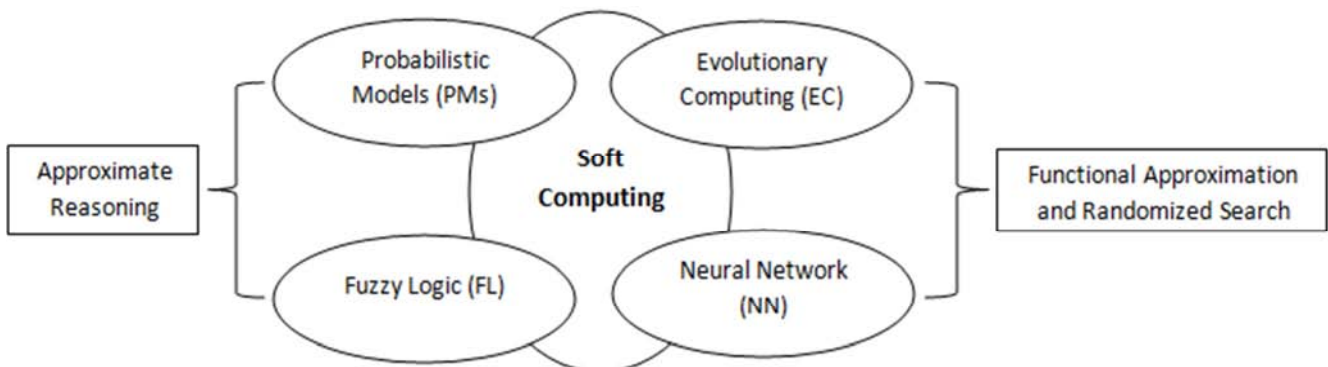 Probabilistic
Models (PMs)
Evolutionary
Computing (EC)
Soft
Computing
Approximate
Reasoning
Functional Approximation
and Randomized Search
Fuzzy Logic (FL)
Neural Network
(NN)